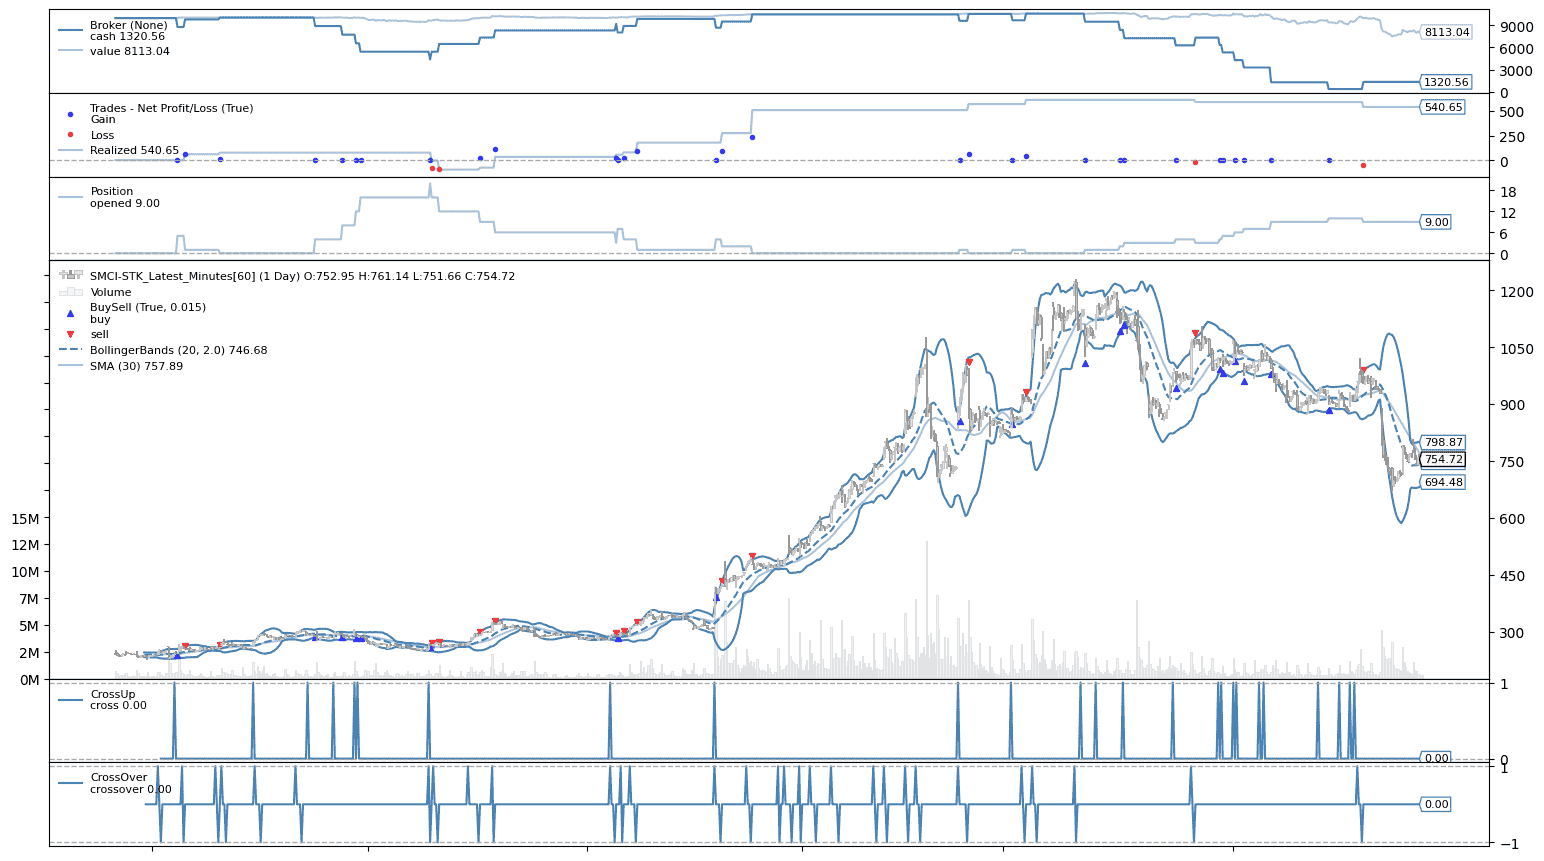 Broker (None)
cash 1320.56
value 8113.04
9000
6000
3000
0
8113.04
1320.56
Trades - Net Profit/Loss (True)
Gain
Loss
Realized 540.65
500
250
0
540.65
Position
opened 9.00
18
12
6
0
9.00
SMCI-STK_Latest_Minutes[60] (1 Day) O:752.95 H:761.14 L:751.66 C:754.72
Volume
BuySell (True, 0.015)
buy
sell
BollingerBands (20, 2.0) 746.68
SMA (30) 757.89
1200
1050
900
750
600
450
300
798.87
754.72
694.48
15M
12M
10M
7M
5M
2M
0M
CrossUp
cross 0.00
1
0
0.00
CrossOver
crossover 0.00
1
0.00
−1